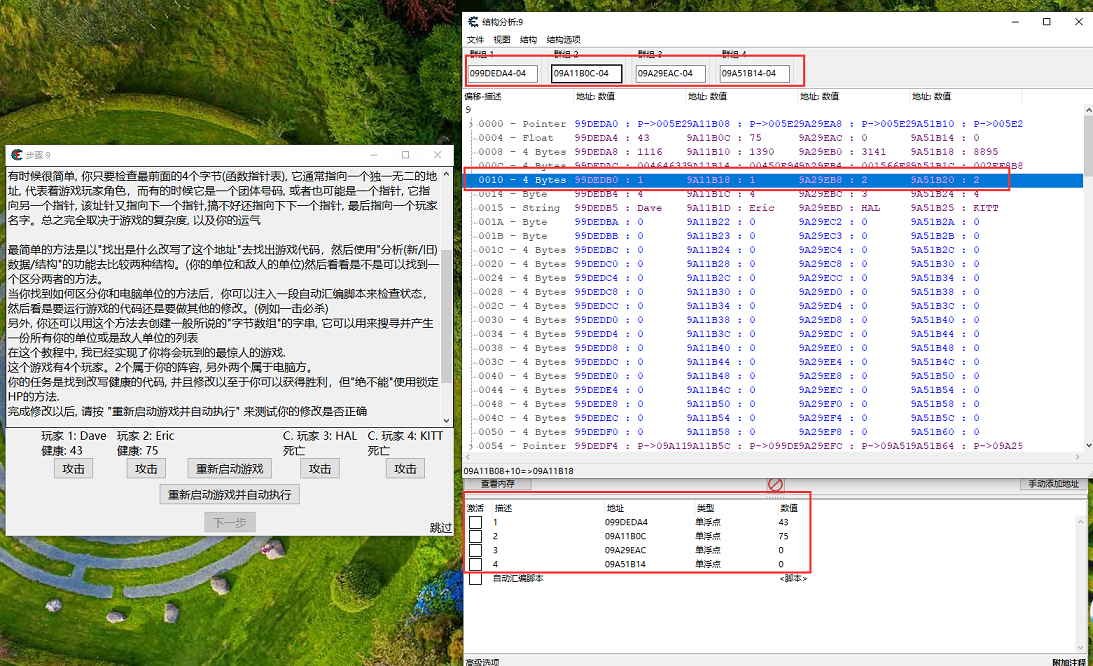 步骤 9
有时候很简单, 你只要检查最前面的4个字节(函数指针表), 它通常指向一个独一无二的地
址, 代表着游戏玩家角色，而有的时候它是一个团体号码, 或者也可能是一个指针, 它指
向另一个指针, 该址针又指向下一个指针,搞不好还指向下下一个指针, 最后指向一个玩家
名字。总之完全取决于游戏的复杂度, 以及你的运气
最简单的方法是以"找出是什么改写了这个地址"去找出游戏代码，然后使用"分析(新/旧)
数据/结构"的功能去比较两种结构。(你的单位和敌人的单位)然后看看是不是可以找到一
个区分两者的方法。
当你找到如何区分你和电脑单位的方法后，你可以注入一段自动汇编脚本来检查状态，
然后看是要运行游戏的代码还是要做其他的修改。(例如一击必杀)
另外, 你还可以用这个方法去创建一般所说的"字节数组"的字串, 它可以用来搜寻并产生
一份所有你的单位或是敌人单位的列表
在这个教程中, 我已经实现了你将会玩到的最惊人的游戏.
这个游戏有4个玩家。2个属于你的阵容, 另外两个属于电脑方。
你的任务是找到改写健康的代码, 并且修改以至于你可以获得胜利，但"绝不能"使用锁定
HP的方法.
完成修改以后, 请按 "重新启动游戏并自动执行" 来测试你的修改是否正确
玩家 1: Dave 玩家 2: Eric C. 玩家 3: HAL C. 玩家 4: KITT
健康: 43 健康: 75 死亡 死亡
攻击 攻击 重新启动游戏 攻击 攻击
重新启动游戏并自动执行
下一步
跳过
结构分析:9
文件 视图 结构 结构选项
群组 1 群组 2 群组 3 群组 4
099DEDA4-04 09A11B0C-04 09A29EAC-04 09A51B14-04
偏移-描述 地址: 数值 地址: 数值 地址: 数值 地址: 数值
9
0000 - Pointer 99DEDA0 : P->005E29A11B08 : P->005E29A29EA8 : P->005E29A51B10 : P->005E2
0004 - Float 99DEDA4 : 43 9A11B0C : 75 9A29EAC : 0 9A51B14 : 0
0008 - 4 Bytes 99DEDA8 : 1116 9A11B10 : 1390 9A29EB0 : 3141 9A51B18 : 8895
0010 - 4 Bytes 99DEDB0 : 1 9A11B18 : 1 9A29EB8 : 2 9A51B20 : 2
0014 - Byte 99DEDB4 : 4 9A11B1C : 4 9A29EBC : 3 9A51B24 : 4
0015 - String 99DEDB5 : Dave 9A11B1D : Eric 9A29EBD : HAL 9A51B25 : KITT
001A - Byte 99DEDBA : 0 9A11B22 : 0 9A29EC2 : 0 9A51B2A : 0
001B - Byte 99DEDBB : 0 9A11B23 : 0 9A29EC3 : 0 9A51B2B : 0
001C - 4 Bytes 99DEDBC : 0 9A11B24 : 0 9A29EC4 : 0 9A51B2C : 0
0020 - 4 Bytes 99DEDC0 : 0 9A11B28 : 0 9A29EC8 : 0 9A51B30 : 0
0024 - 4 Bytes 99DEDC4 : 0 9A11B2C : 0 9A29ECC : 0 9A51B34 : 0
0028 - 4 Bytes 99DEDC8 : 0 9A11B30 : 0 9A29ED0 : 0 9A51B38 : 0
002C - 4 Bytes 99DEDCC : 0 9A11B34 : 0 9A29ED4 : 0 9A51B3C : 0
0030 - 4 Bytes 99DEDD0 : 0 9A11B38 : 0 9A29ED8 : 0 9A51B40 : 0
0034 - 4 Bytes 99DEDD4 : 0 9A11B3C : 0 9A29EDC : 0 9A51B44 : 0
0038 - 4 Bytes 99DEDD8 : 0 9A11B40 : 0 9A29EE0 : 0 9A51B48 : 0
003C - 4 Bytes 99DEDDC : 0 9A11B44 : 0 9A29EE4 : 0 9A51B4C : 0
0040 - 4 Bytes 99DEDE0 : 0 9A11B48 : 0 9A29EE8 : 0 9A51B50 : 0
0044 - 4 Bytes 99DEDE4 : 0 9A11B4C : 0 9A29EEC : 0 9A51B54 : 0
0048 - 4 Bytes 99DEDE8 : 0 9A11B50 : 0 9A29EF0 : 0 9A51B58 : 0
004C - 4 Bytes 99DEDEC : 0 9A11B54 : 0 9A29EF4 : 0 9A51B5C : 0
0050 - 4 Bytes 99DEDF0 : 0 9A11B58 : 0 9A29EF8 : 0 9A51B60 : 0
0054 - Pointer 99DEDF4 : P->09A119A11B5C : P->099DE9A29EFC : P->09A519A51B64 : P->09A25
09A11B08+10=>09A11B18
查看内存 手动添加地址
激活 描述 地址 类型 数值
1 099DEDA4 单浮点 43
2 09A11B0C 单浮点 75
3 09A29EAC 单浮点 0
4 09A51B14 单浮点 0
自动汇编脚本 <脚本>
高级选项 附加注释